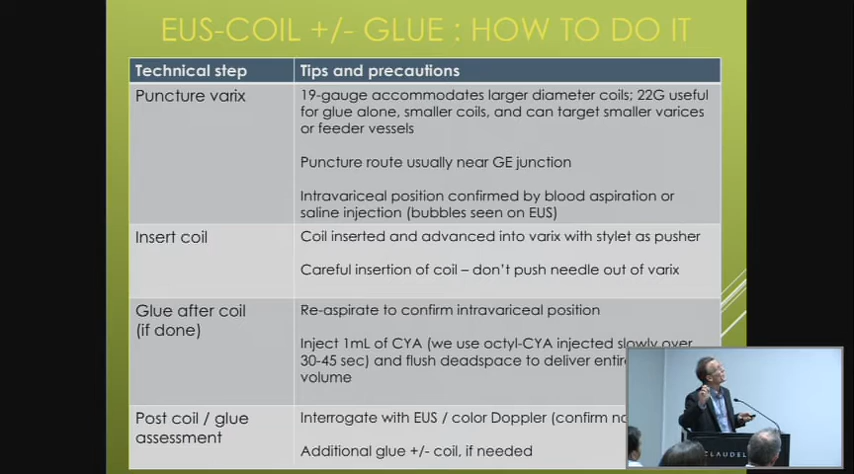 EUS-COIL +/- GLUE : HOW TO DO IT
Technical step
Tips and precautions
Puncture varix
19-gauge accommodates larger diameter coils; 22G useful
for glue alone, smaller coils, and can target smaller varices
or feeder vessels
Puncture route usually near GE junction
Intravariceal position confirmed by blood aspiration or
saline injection (bubbles seen on EUS)
Insert coil
Coil inserted and advanced into varix with stylet as pusher
Careful insertion of coil – don't push needle out of varix
Glue after coil
(if done)
Re-aspirate to confirm intravariceal position
Inject 1mL of CYA (we use octyl-CYA injected slowly over
30-45 sec) and flush deadspace to deliver
volume
Post coil / glue
assessment
Interrogate with EUS / color Doppler (confirm
Additional glue +/- coil, if needed
CLAUDEL